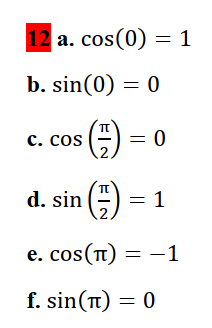 12 a. cos(0) = 1
b. sin(0) = 0
c. cos (π/2) = 0
d. sin (π/2) = 1
e. cos(π) = −1
f. sin(π) = 0